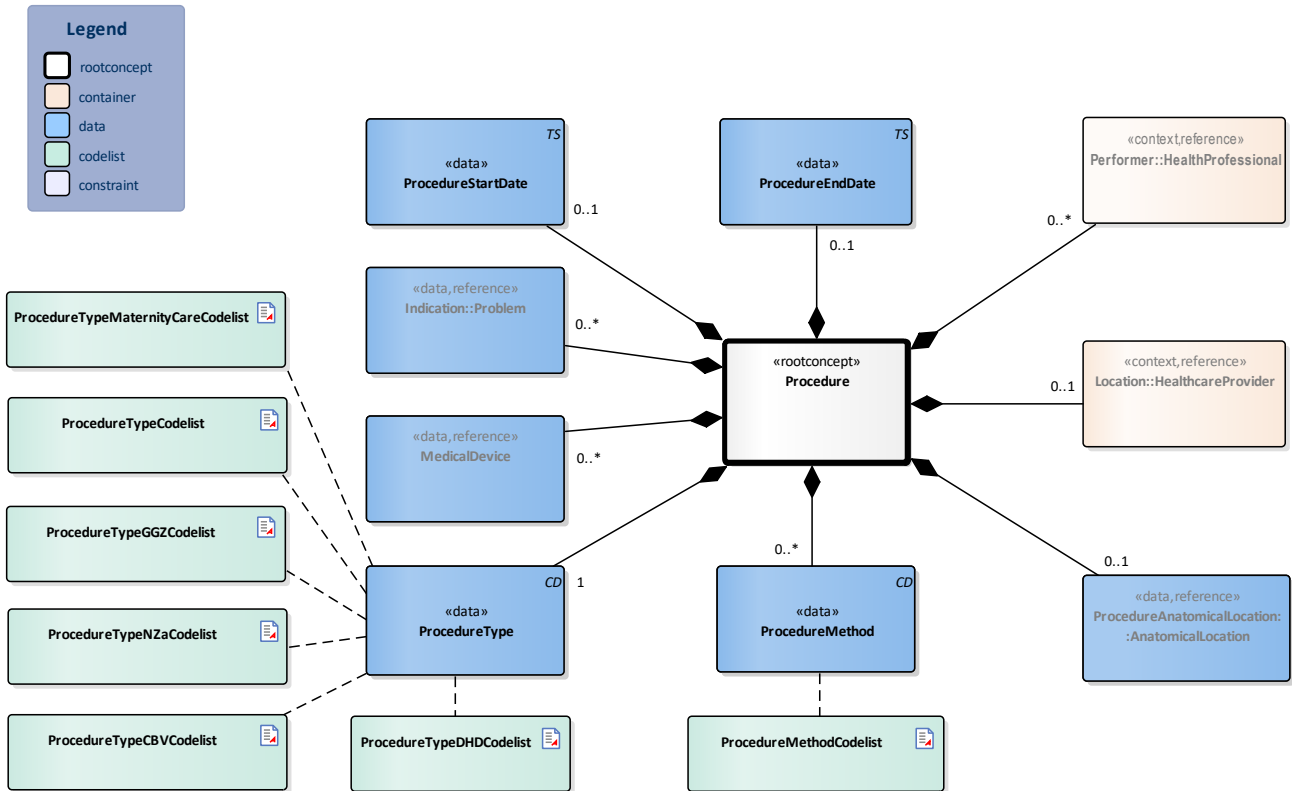 Legend
rootconcept
container
data
codelist
constraint
TS
«data»
ProcedureStartDate
0..1
TS
«data»
ProcedureEndDate
0..1
«context,reference»
Performer::HealthProfessional
0..*
«data,reference»
Indication::Problem
0..*
ProcedureTypeMaternityCareCodelist
«rootconcept»
Procedure
«context,reference»
Location::HealthcareProvider
0..1
ProcedureTypeCodelist
«data,reference»
MedicalDevice
0..*
ProcedureTypeGGZCodelist
CD
1
«data»
ProcedureType
0..*
CD
«data»
ProcedureMethod
0..1
«data,reference»
ProcedureAnatomicalLocation:
:AnatomicalLocation
ProcedureTypeNZaCodelist
ProcedureTypeCBVCodelist
ProcedureTypeDHDCodelist
ProcedureMethodCodelist